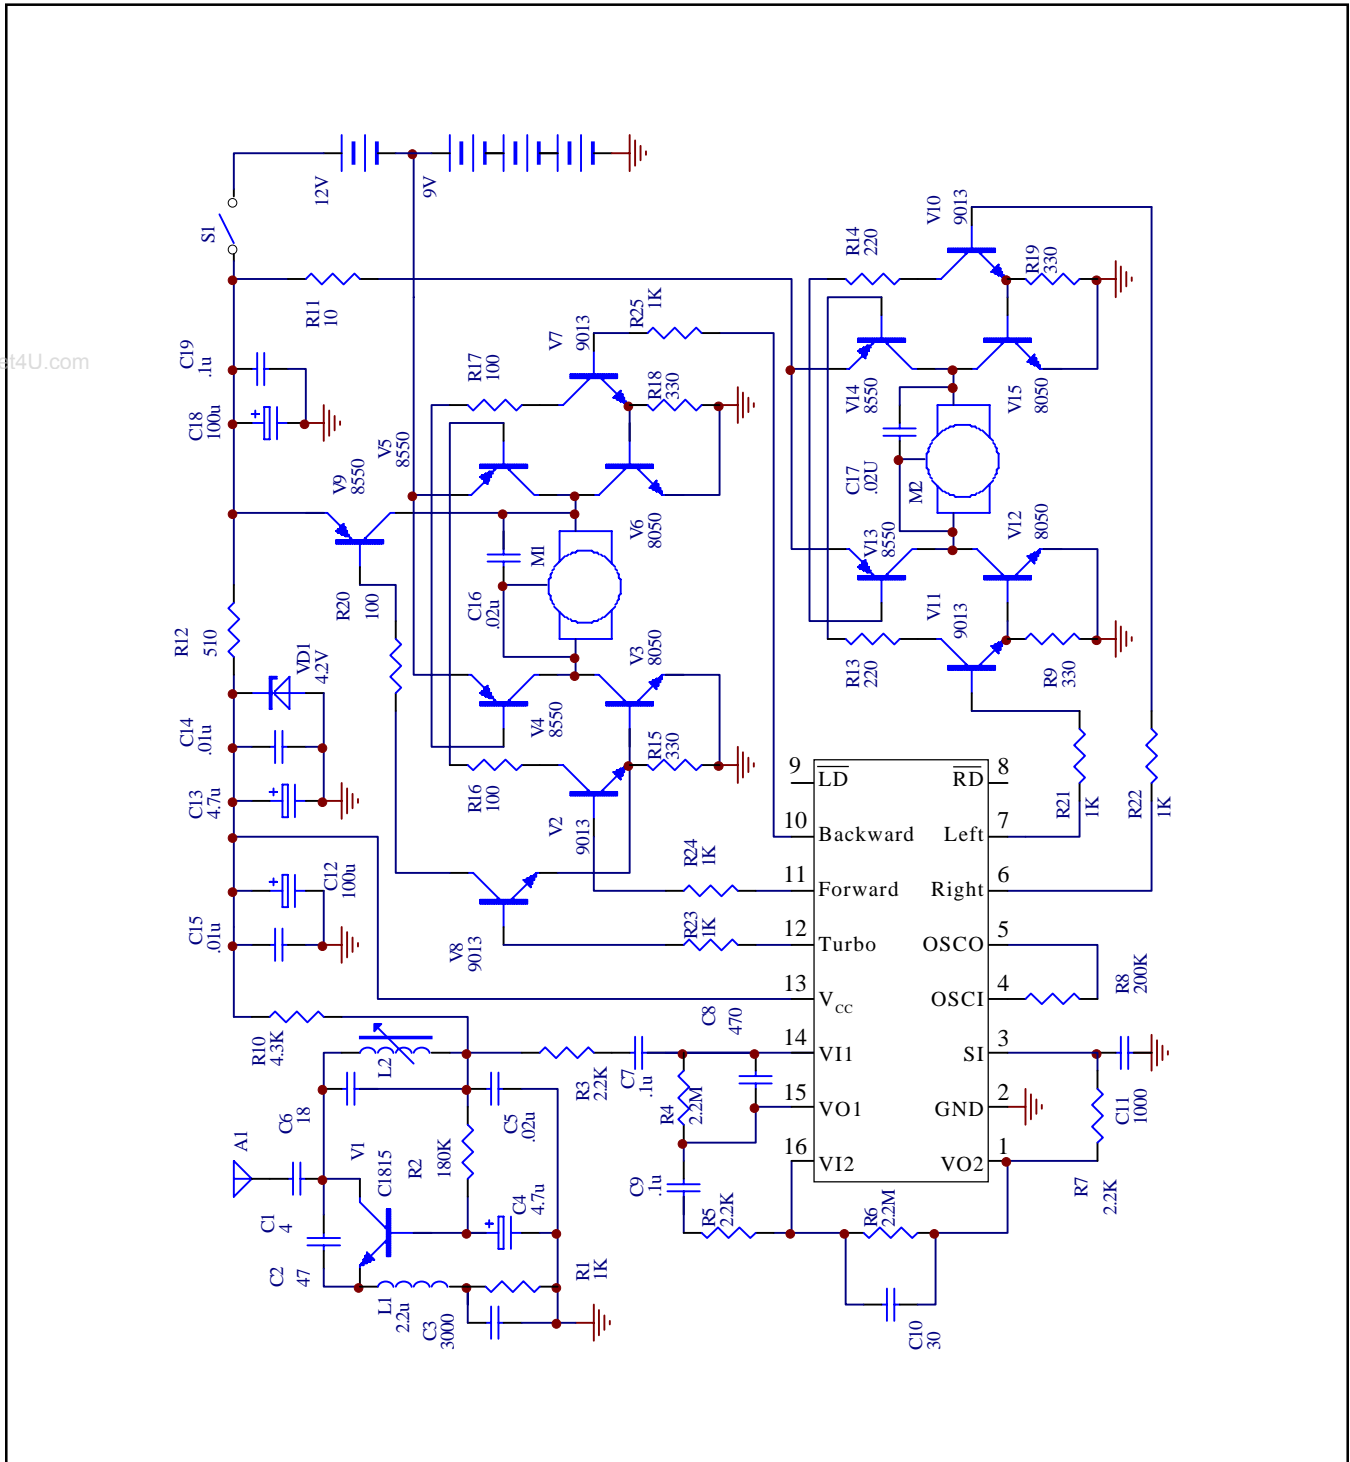 et4U.com
12V
9V
S1
R11
10
C19
.1u
C18
100u
V9
8550
V5
8550
R17
100
V7
9013
R25
1K
R18
330
V6
8050
R20
100
C16
.02u
M1
V4
8550
V3
8050
R16
100
R15
330
V2
9013
R12
510
VD1
4.2V
C14
.01u
C13
4.7u
C12
100u
C15
.01u
V8
9013
R24
1K
R23
1K
V10
9013
R14
220
R19
330
V14
8550
V15
8050
C17
.02U
M2
V13
8550
V12
8050
V11
9013
R13
220
R9
330
R21
1K
R22
1K
9
LD
RD
8
10
Backward
Left
7
11
Forward
Right
6
12
Turbo
OSCO
5
13
VCC
OSCI
4
14
VI1
SI
3
15
VO1
GND
2
16
VI2
VO2
1
R8
200K
C11
1000
R7
2.2K
R10
4.3K
L2
C6
18
A1
V1
C1815
R2
180K
C5
.02u
C4
4.7u
C1
4
C2
47
L1
2.2u
C3
3000
R1
1K
R3
2.2K
C7
.1u
C8
470
R4
2.2M
C9
.1u
R5
2.2K
R6
2.2M
C10
30